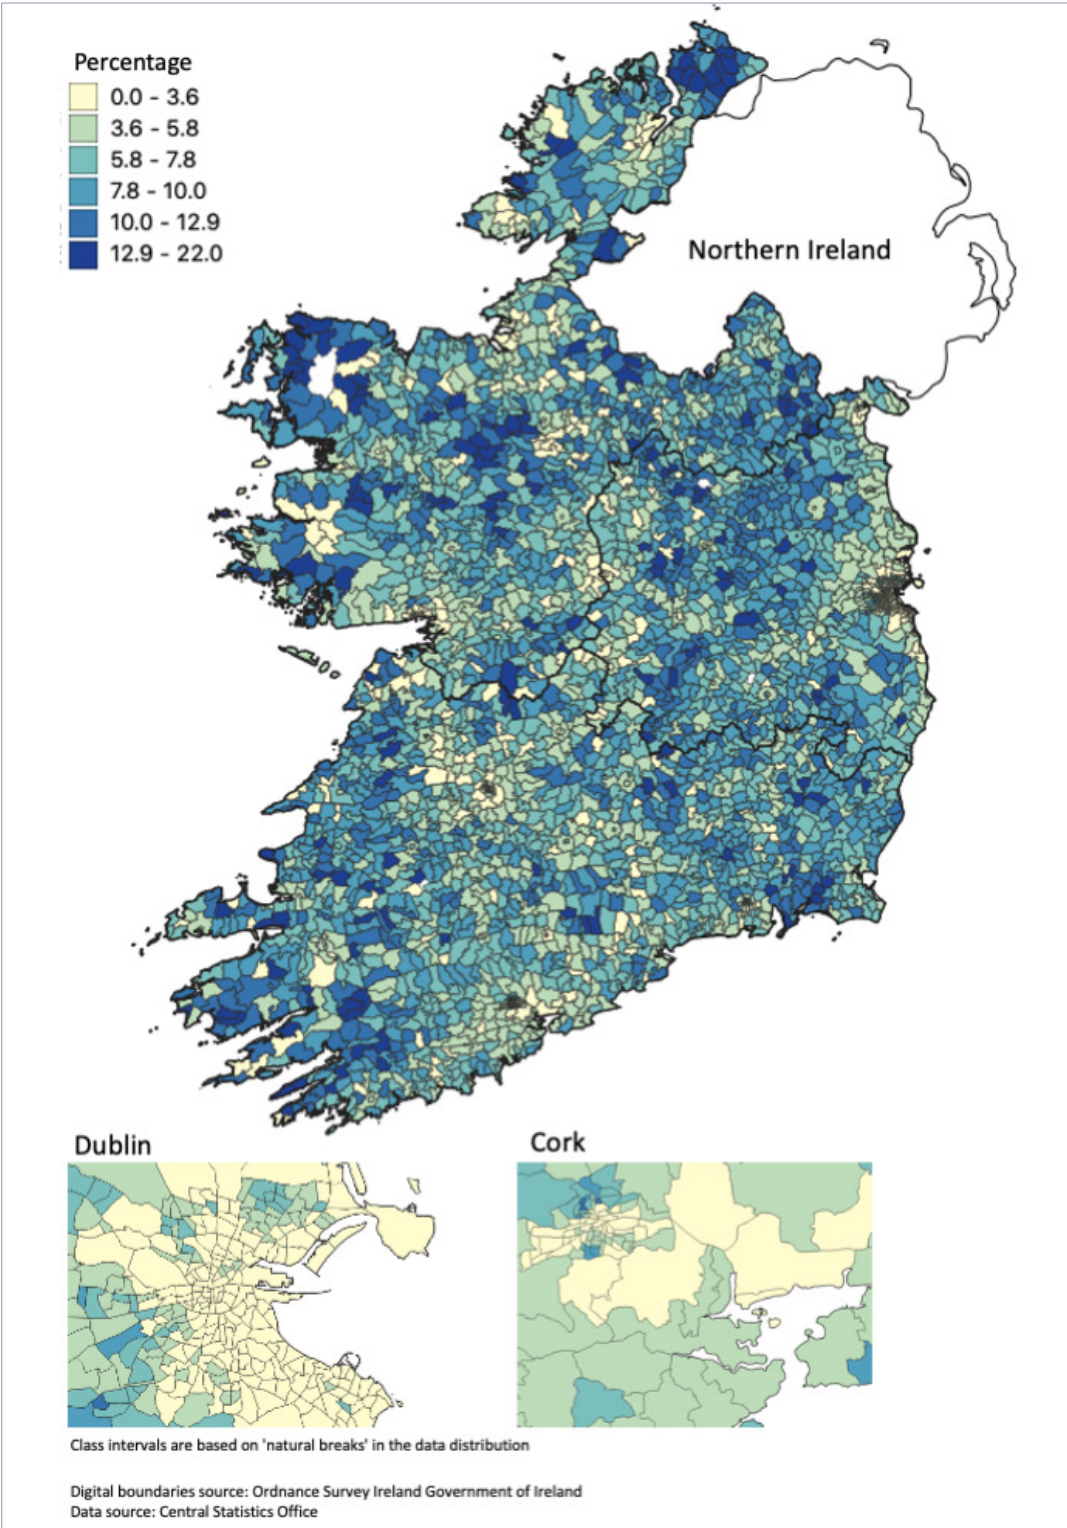 Percentage
0.0 - 3.6
3.6 - 5.8
5.8 - 7.8
7.8 - 10.0
10.0 - 12.9
12.9 - 22.0
Northern Ireland
Dublin
Cork
Class intervals are based on 'natural breaks' in the data distribution
Digital boundaries source: Ordnance Survey Ireland Government of Ireland
Data source: Central Statistics Office